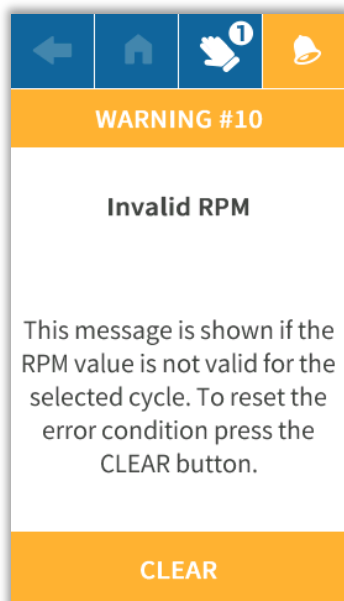 1
WARNING #10
Invalid RPM
This message is shown if the
RPM value is not valid for the
selected cycle. To reset the
error condition press the
CLEAR button.
CLEAR